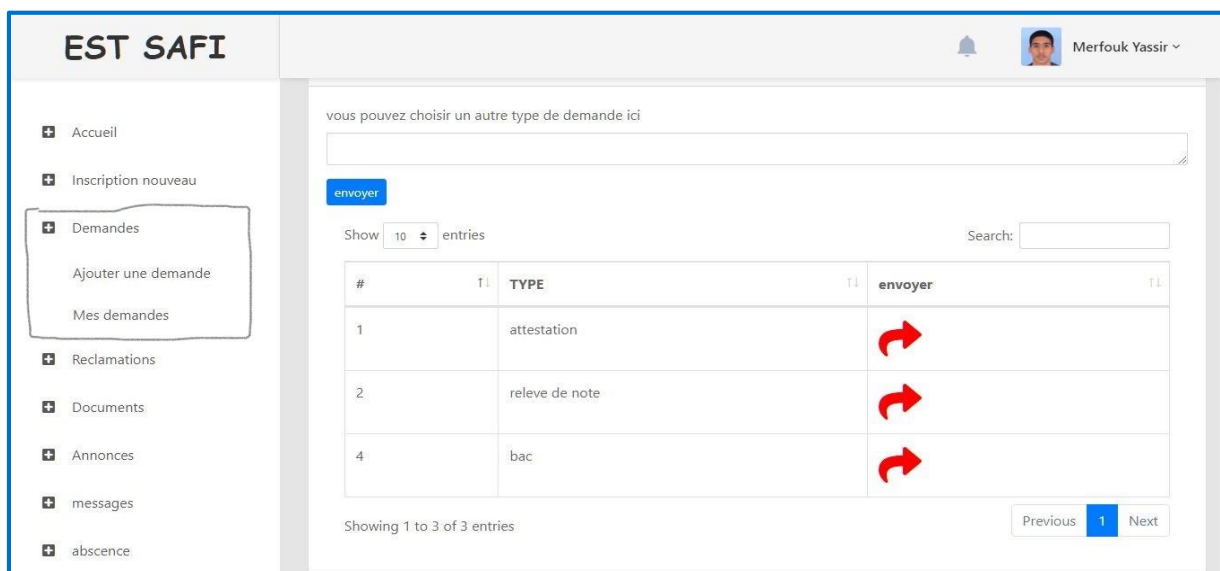 EST SAFI
Merfouk Yassir
Accueil
Inscription nouveau
Demandes
Ajouter une demande
Mes demandes
Reclamations
Documents
Annonces
messages
abscence
vous pouvez choisir un autre type de demande ici
envoyer
Show 10 entries
Search:
# TYPE envoyer
1 attestation
2 releve de note
4 bac
Showing 1 to 3 of 3 entries
Previous 1 Next